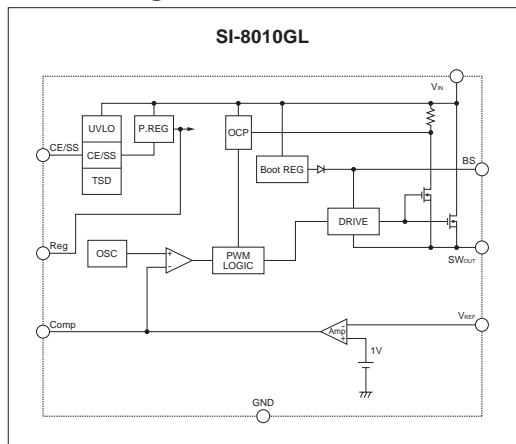 SI-8010GL
VIN
UVLO
P.REG
OCP
CE/SS
CE/SS
BS
Boot REG
TSD
DRIVE
Reg
OSC
+
-
PWM
LOGIC
SWOUT
Comp
Amp
-
+
VREF
1V
GND